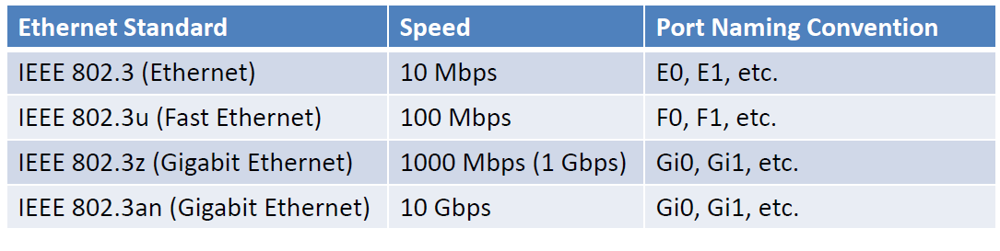 Ethernet Standard Speed Port Naming Convention
IEEE 802.3 (Ethernet) 10 Mbps E0, E1, etc.
IEEE 802.3u (Fast Ethernet) 100 Mbps F0, F1, etc.
IEEE 802.3z (Gigabit Ethernet) 1000 Mbps (1 Gbps) Gi0, Gi1, etc.
IEEE 802.3an (Gigabit Ethernet) 10 Gbps Gi0, Gi1, etc.